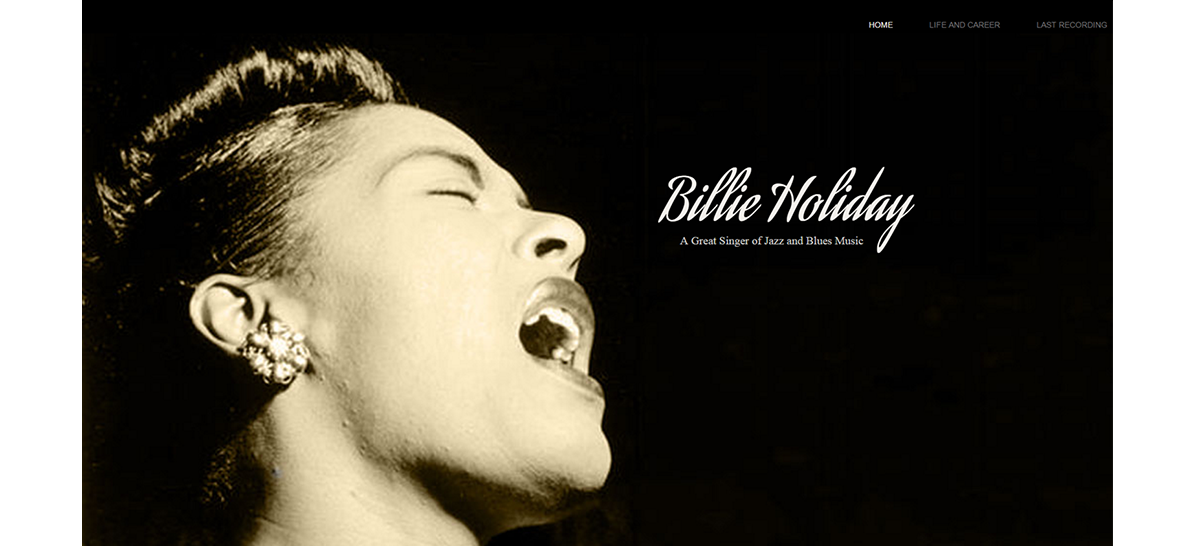 HOME LIFE AND CAREER LAST RECORDING
Billie Holiday
A Great Singer of Jazz and Blues Music